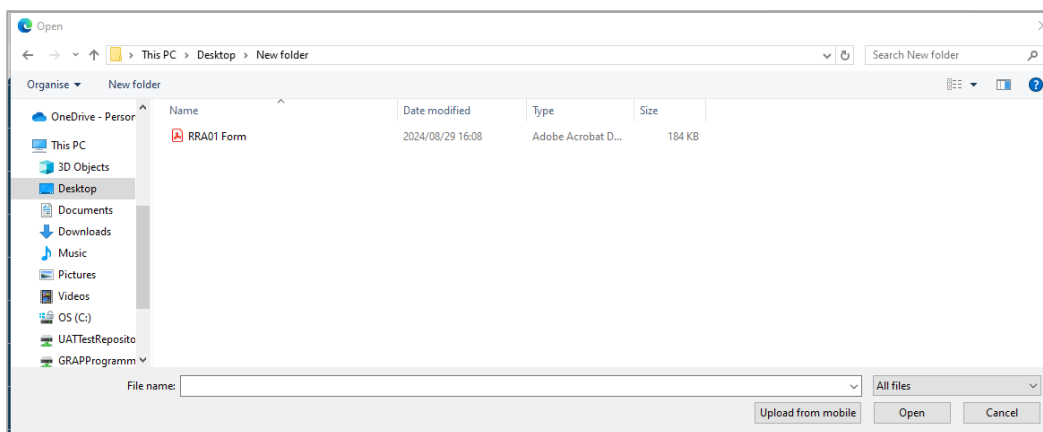 Open
This PC > Desktop > New folder
Search New folder
Organise
New folder
OneDrive - Person
This PC
3D Objects
Desktop
Documents
Downloads
Music
Pictures
Videos
OS (C:)
UATTestReposito
GRAPProgramm
Name Date modified Type Size
RRA01 Form 2024/08/29 16:08 Adobe Acrobat D... 184 KB
File name:
All files
Upload from mobile
Open
Cancel